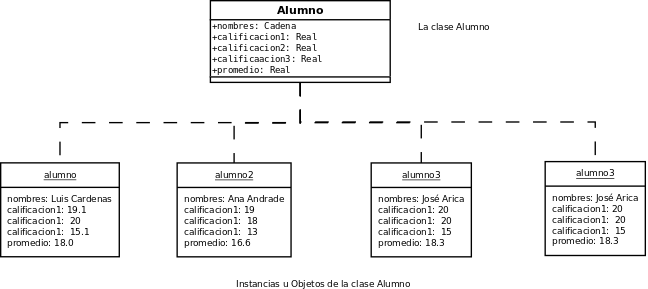 Alumno
+nombres: Cadena
+calificacion1: Real
+calificacion2: Real
+calificaacion3: Real
+promedio: Real
La clase Alumno
alumno
nombres: Luis Cardenas
calificacion1: 19.1
calificacion1: 20
calificacion1: 15.1
promedio: 18.0
alumno2
nombres: Ana Andrade
calificacion1: 19
calificacion1: 18
calificacion1: 13
promedio: 16.6
alumno3
nombres: José Arica
calificacion1: 20
calificacion1: 20
calificacion1: 15
promedio: 18.3
alumno3
nombres: José Arica
calificacion1: 20
calificacion1: 20
calificacion1: 15
promedio: 18.3
Instancias u Objetos de la clase Alumno